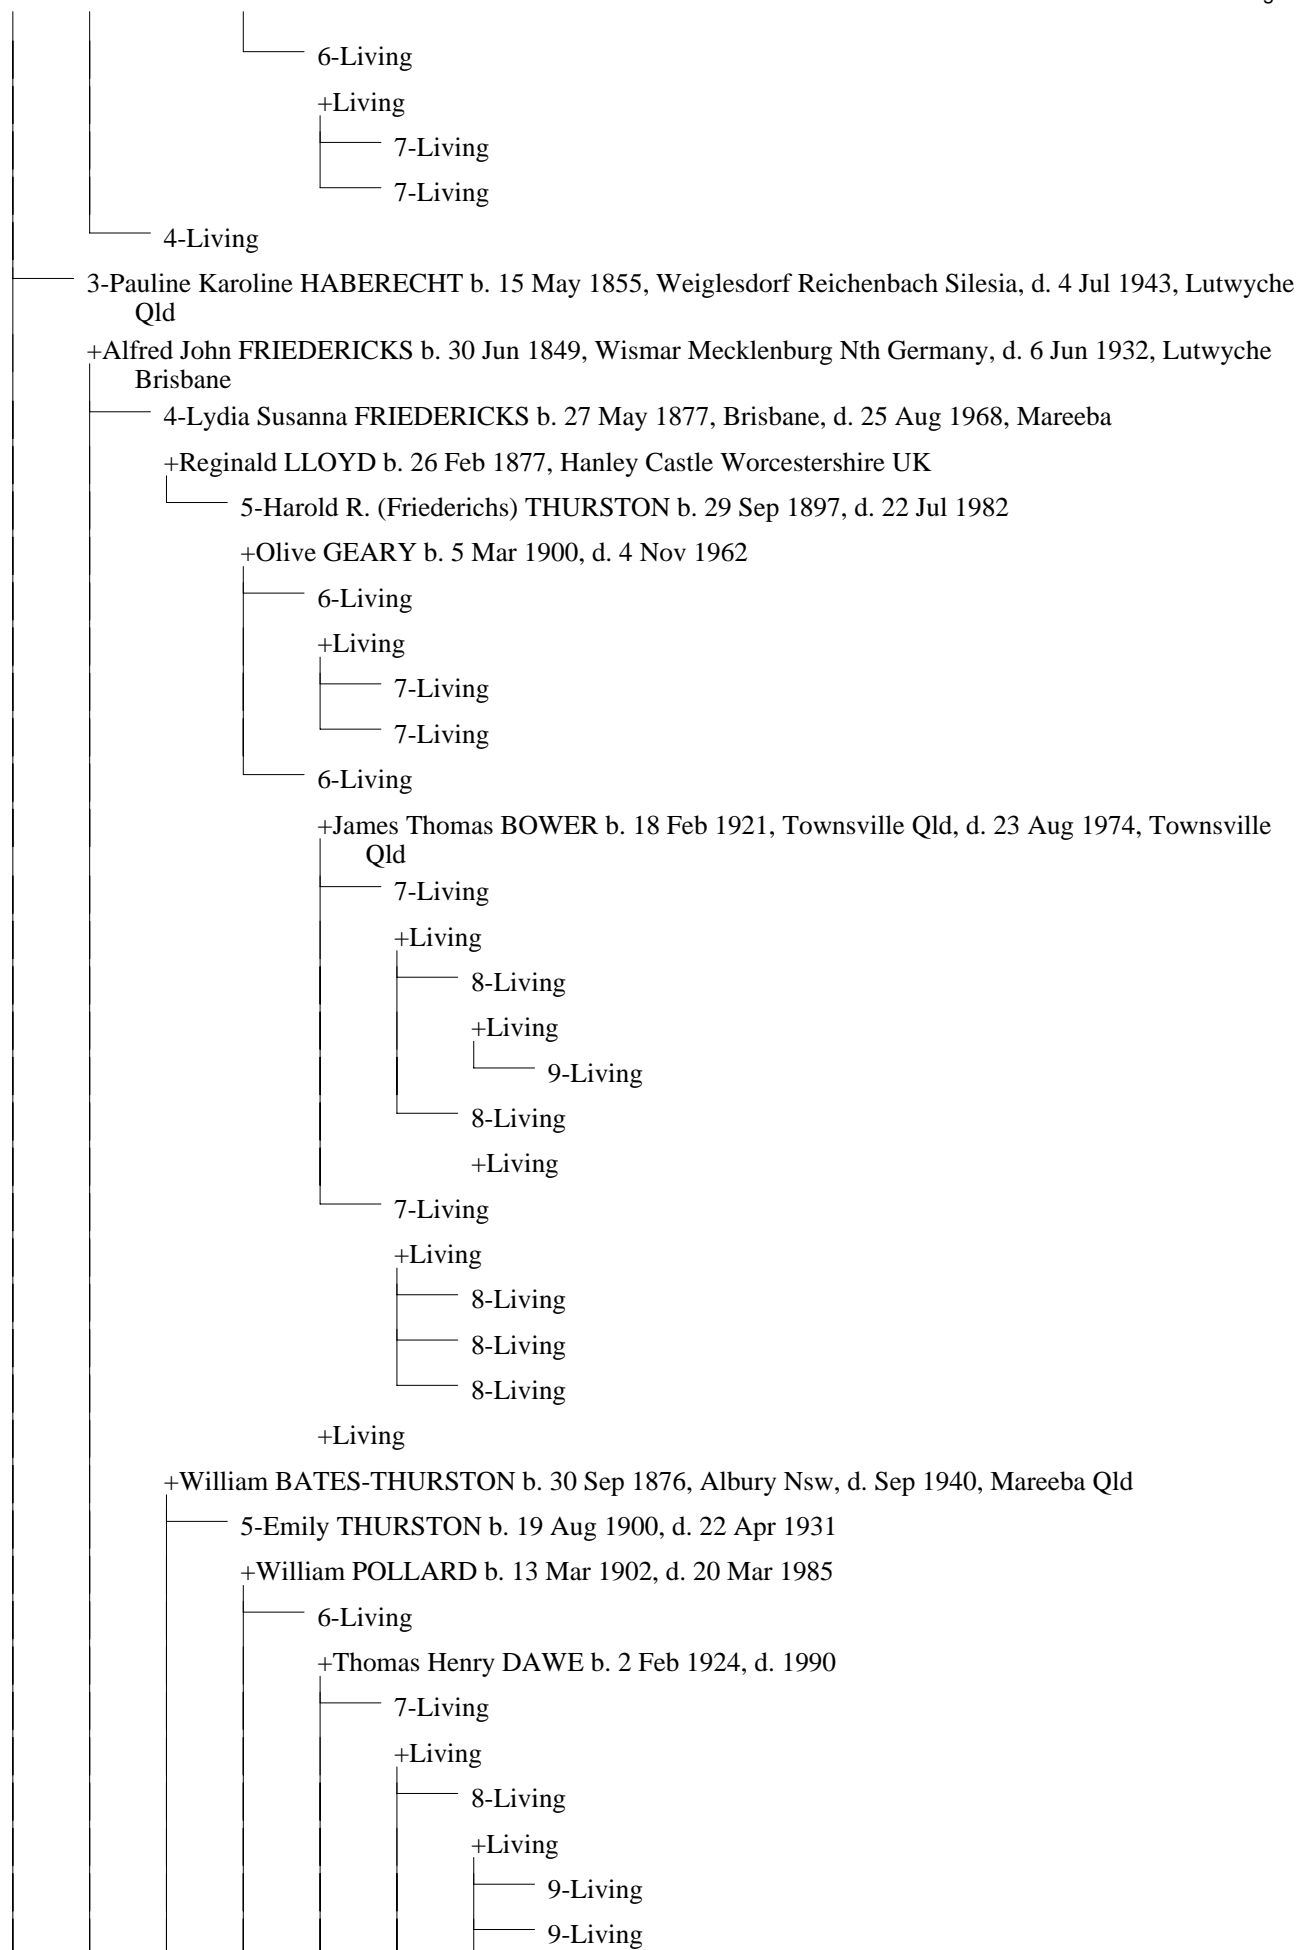 6-Living
+Living
7-Living
7-Living
4-Living
3-Pauline Karoline HABERECHT b. 15 May 1855, Weiglesdorf Reichenbach Silesia, d. 4 Jul 1943, Lutwyche
Qld
+Alfred John FRIEDERICKS b. 30 Jun 1849, Wismar Mecklenburg Nth Germany, d. 6 Jun 1932, Lutwyche
Brisbane
4-Lydia Susanna FRIEDERICKS b. 27 May 1877, Brisbane, d. 25 Aug 1968, Mareeba
+Reginald LLOYD b. 26 Feb 1877, Hanley Castle Worcestershire UK
5-Harold R. (Friederichs) THURSTON b. 29 Sep 1897, d. 22 Jul 1982
+Olive GEARY b. 5 Mar 1900, d. 4 Nov 1962
6-Living
+Living
7-Living
7-Living
6-Living
+James Thomas BOWER b. 18 Feb 1921, Townsville Qld, d. 23 Aug 1974, Townsville
Qld
7-Living
+Living
8-Living
+Living
9-Living
8-Living
+Living
7-Living
+Living
8-Living
8-Living
8-Living
+Living
+William BATES-THURSTON b. 30 Sep 1876, Albury Nsw, d. Sep 1940, Mareeba Qld
5-Emily THURSTON b. 19 Aug 1900, d. 22 Apr 1931
+William POLLARD b. 13 Mar 1902, d. 20 Mar 1985
6-Living
+Thomas Henry DAWE b. 2 Feb 1924, d. 1990
7-Living
+Living
8-Living
+Living
9-Living
9-Living